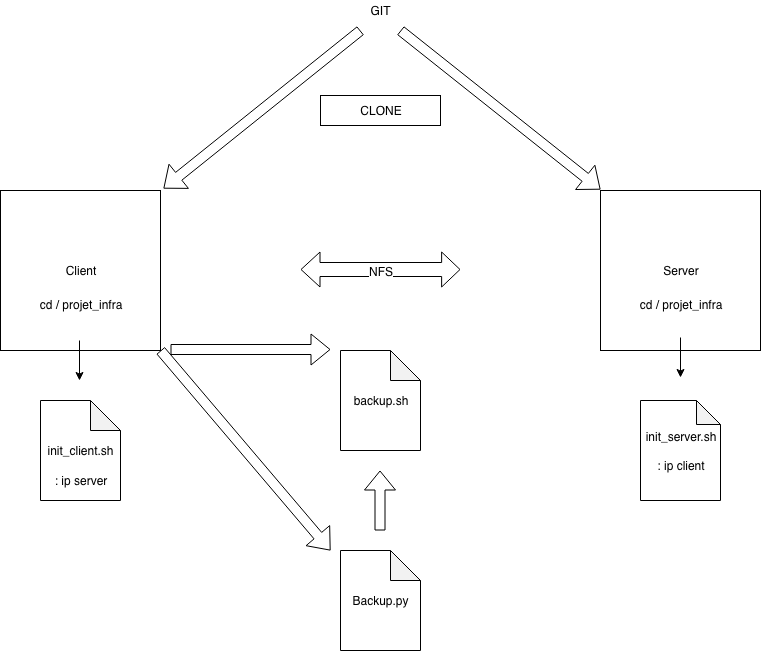 GIT
CLONE
Client
cd / projet_infra
NFS
Server
cd / projet_infra
init_client.sh
: ip server
backup.sh
init_server.sh
: ip client
Backup.py